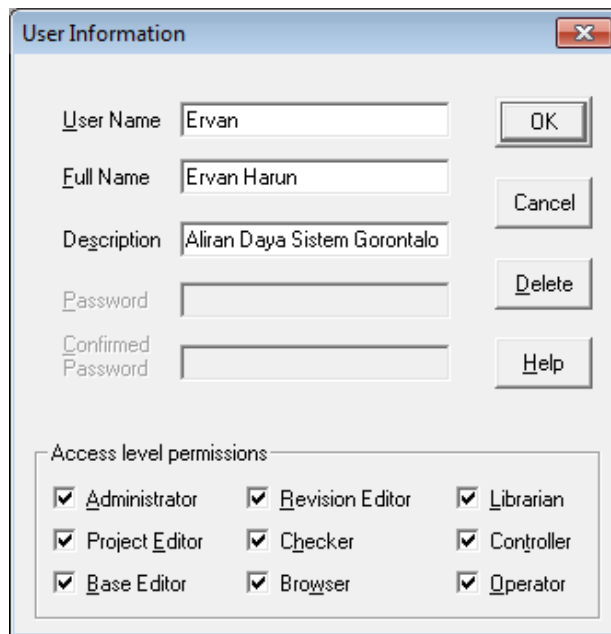 User Information
User Name Ervan
OK
Full Name Ervan Harun
Cancel
Description Aliran Daya Sistem Gorontalo
Password
Delete
Confirmed
Password
Help
Access level permissions
Administrator Revision Editor Librarian
Project Editor Checker Controller
Base Editor Browser Operator